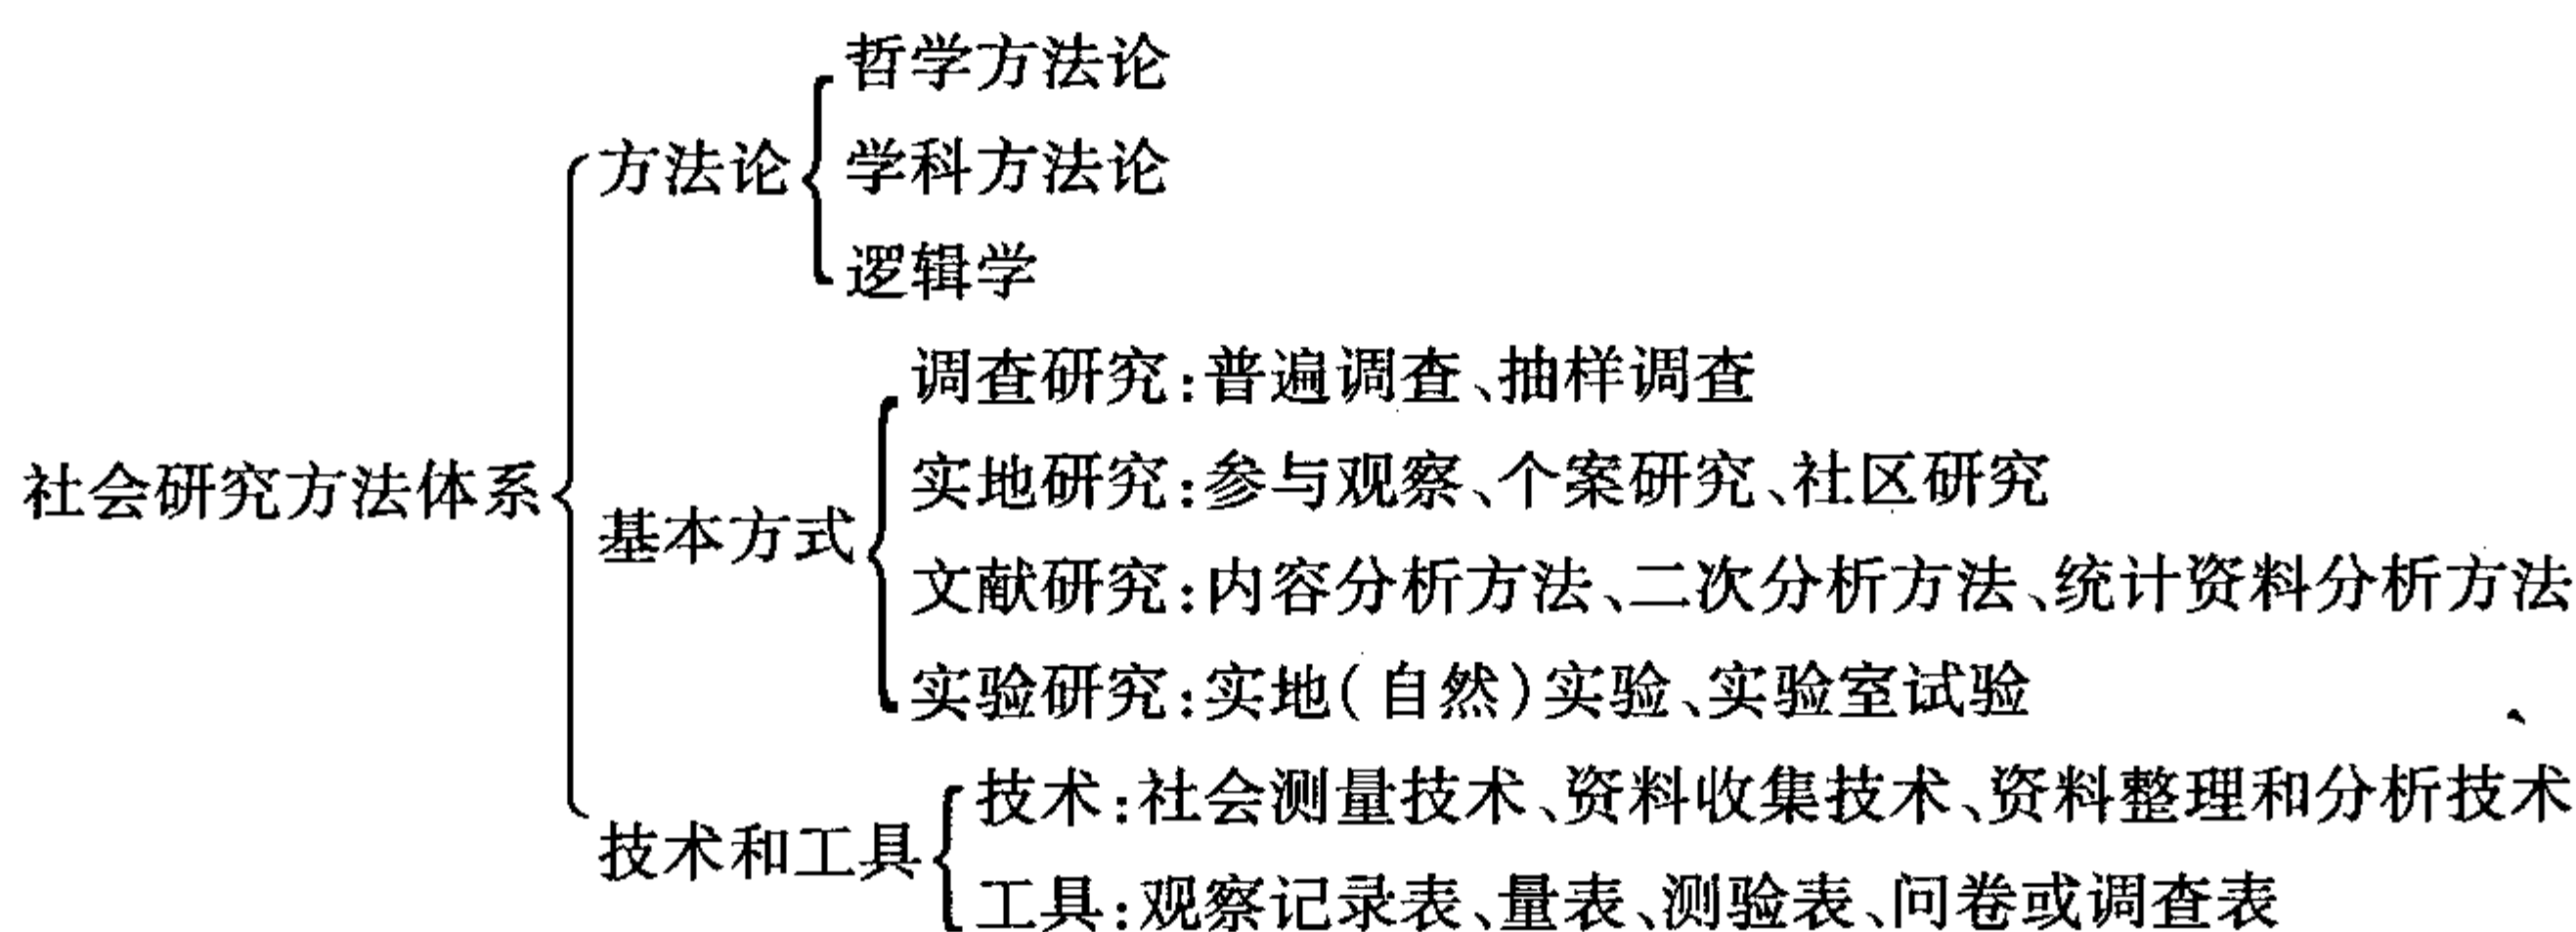 哲学方法论
方法论
学科方法论
逻辑学
调查研究:普遍调查、抽样调查
实地研究:参与观察、个案研究、社区研究
社会研究方法体系
基本方式
文献研究:内容分析方法、二次分析方法、统计资料分析方法
实验研究:实地(自然)实验、实验室试验
技术:社会测量技术、资料收集技术、资料整理和分析技术
技术和工具
工具:观察记录表、量表、测验表、问卷或调查表